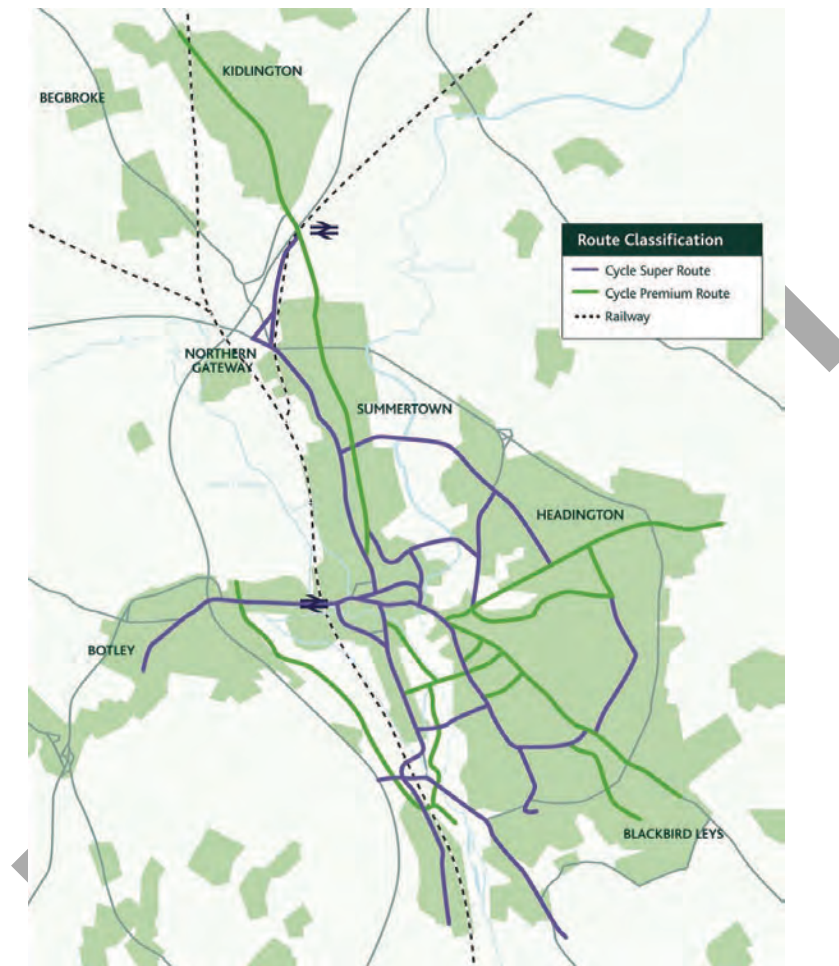 KIDLINGTON
BEGBROKE
Route Classification
Cycle Super Route
Cycle Premium Route
Railway
NORTHERN
GATEWAY
SUMMERTOWN
HEADINGTON
BOTLEY
BLACKBIRD LEYS